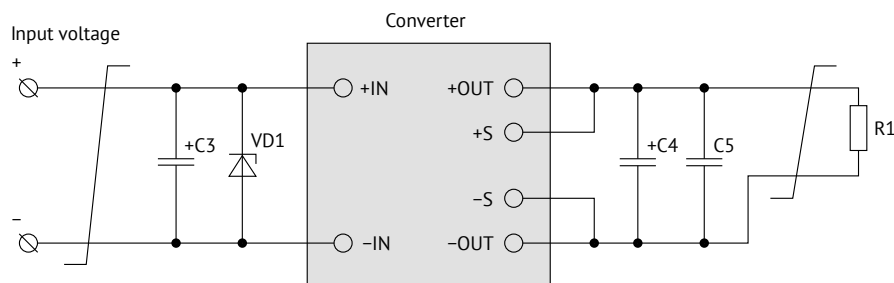 Converter
Input voltage
+
+IN
+OUT
+S
+C3
VD1
+C4
C5
R1
−S
−
−IN
−OUT